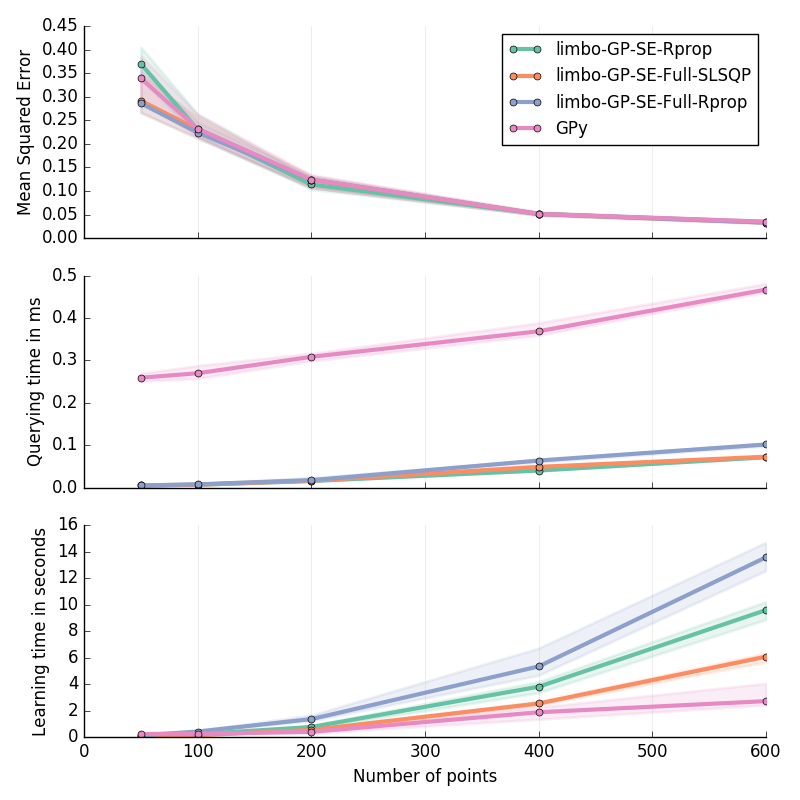 0.45
0.40
0.35
0.30
0.25
0.20
0.15
0.10
0.05
0.00
Mean Squared Error
limbo-GP-SE-Rprop
limbo-GP-SE-Full-SLSQP
limbo-GP-SE-Full-Rprop
GPy
0.5
0.4
0.3
0.2
0.1
0.0
Querying time in ms
16
14
12
10
8
6
4
2
0
Learning time in seconds
0 100 200 300 400 500 600
Number of points